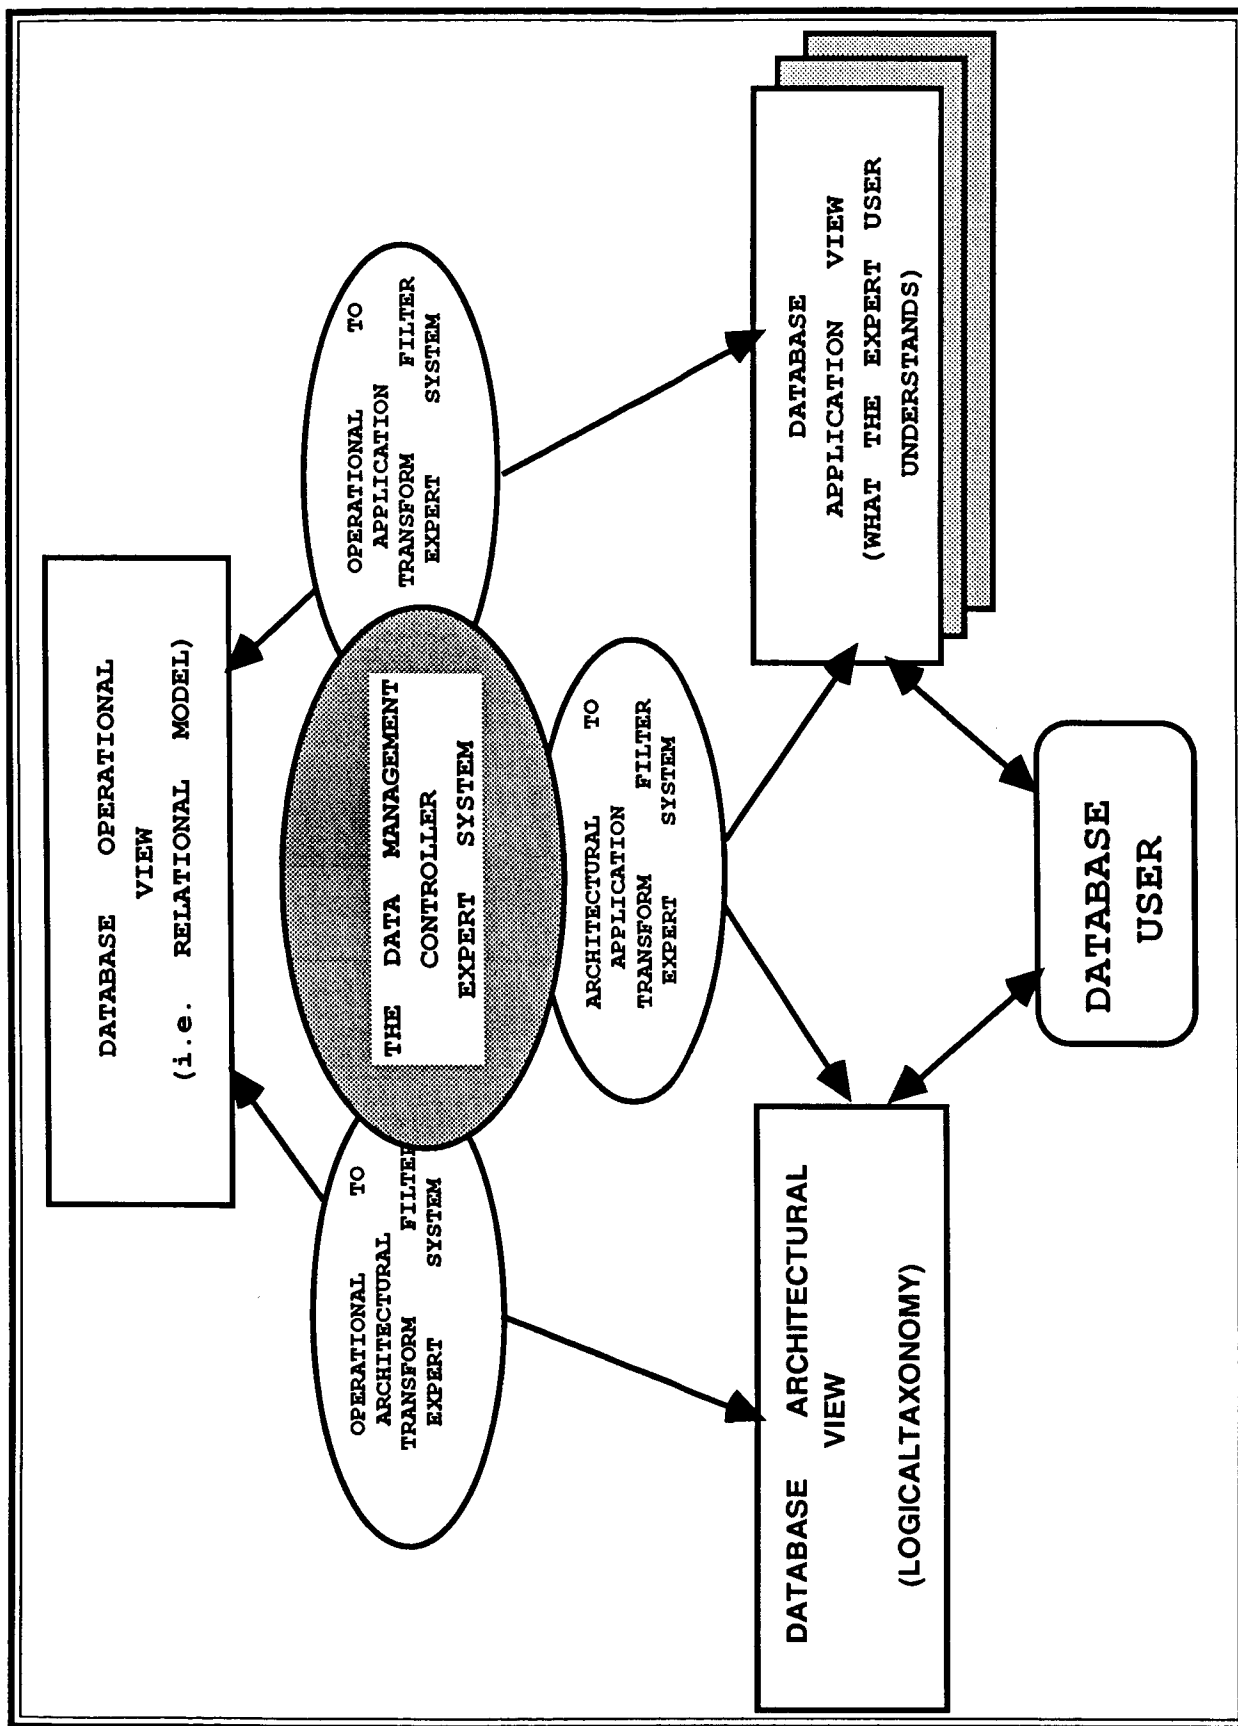 DATABASE OPERATIONAL
VIEW
(i.e. RELATIONAL MODEL)
OPERATIONAL TO
ARCHITECTURAL
TRANSFORM FILTER
EXPERT SYSTEM
THE DATA MANAGEMENT
CONTROLLER
EXPERT SYSTEM
OPERATIONAL TO
APPLICATION
TRANSFORM FILTER
EXPERT SYSTEM
ARCHITECTURAL TO
APPLICATION
TRANSFORM FILTER
EXPERT SYSTEM
DATABASE ARCHITECTURAL
VIEW
(LOGICALTAXONOMY)
DATABASE
APPLICATION VIEW
(WHAT THE EXPERT USER
UNDERSTANDS)
DATABASE
USER